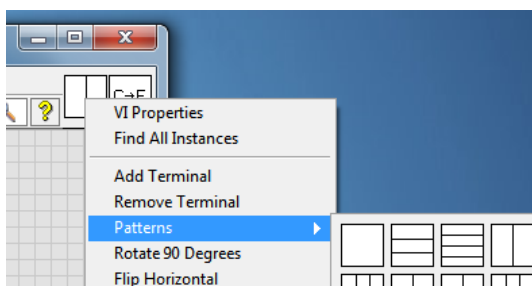 C→F
VI Properties
Find All Instances
Add Terminal
Remove Terminal
Patterns
Rotate 90 Degrees
Flip Horizontal